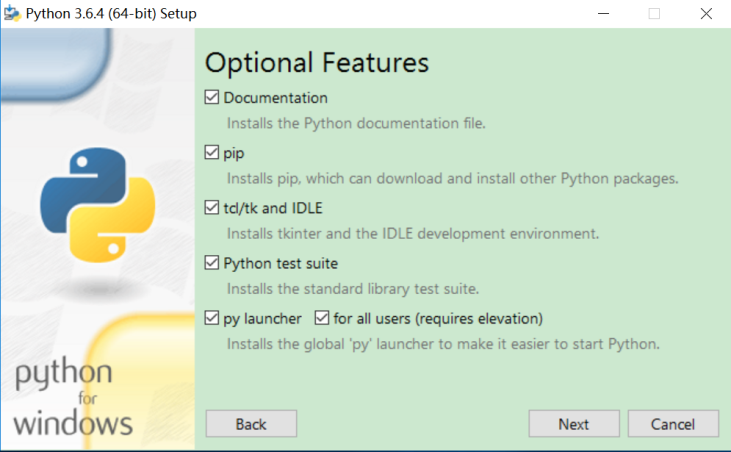 Python 3.6.4 (64-bit) Setup
Optional Features
Documentation
Installs the Python documentation file.
pip
Installs pip, which can download and install other Python packages.
tcl/tk and IDLE
Installs tkinter and the IDLE development environment.
Python test suite
Installs the standard library test suite.
py launcher for all users (requires elevation)
Installs the global 'py' launcher to make it easier to start Python.
python
for
windows
Back Next Cancel